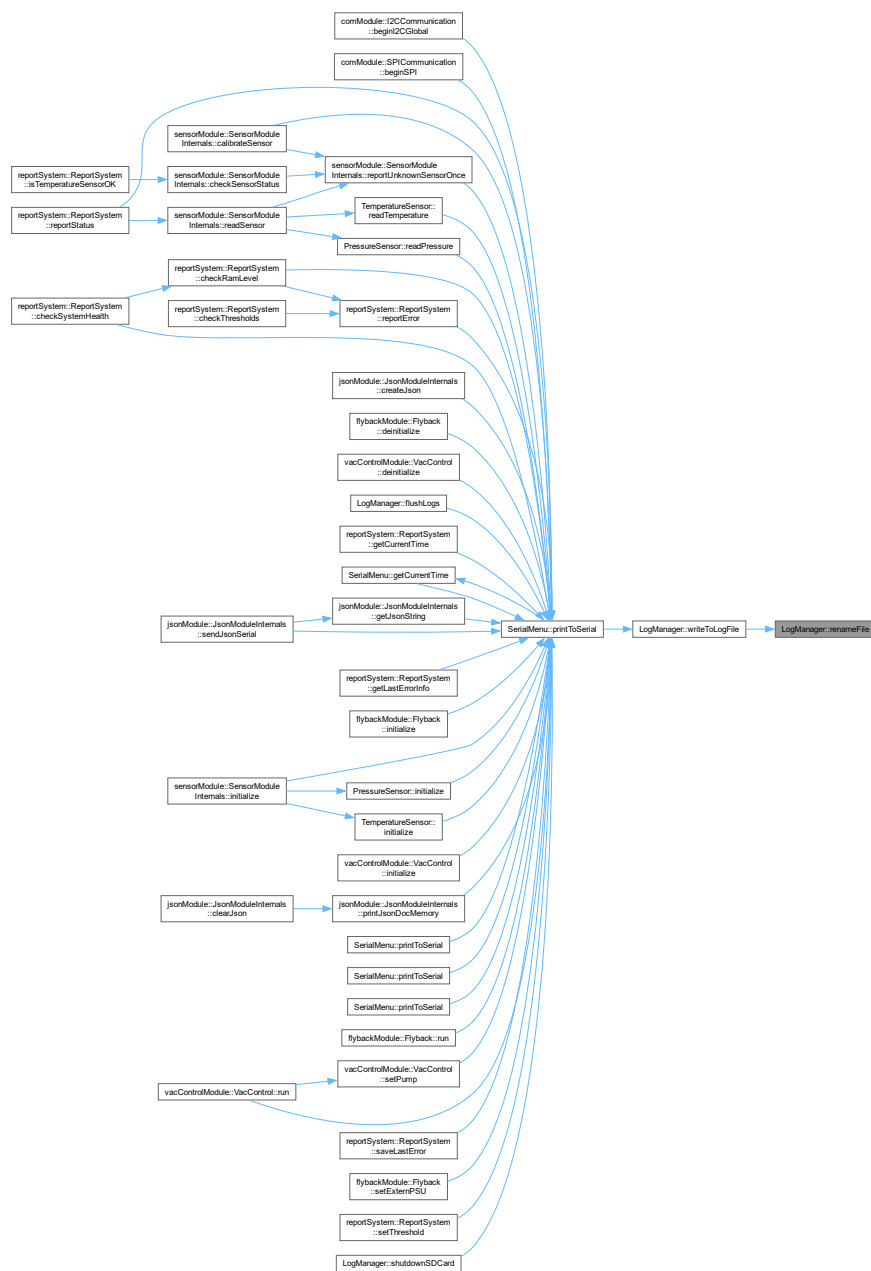 comModule::I2CCommunication
::beginI2CGlobal
comModule::SPICommunication
::beginSPI
sensorModule::SensorModule
Internals::calibrateSensor
sensorModule::SensorModule
Internals::reportUnknownSensorOnce
reportSystem::ReportSystem
::isTemperatureSensorOK
sensorModule::SensorModule
Internals::checkSensorStatus
TemperatureSensor::
readTemperature
reportSystem::ReportSystem
::reportStatus
sensorModule::SensorModule
Internals::readSensor
PressureSensor::readPressure
reportSystem::ReportSystem
::checkRamLevel
reportSystem::ReportSystem
::checkSystemHealth
reportSystem::ReportSystem
::checkThresholds
reportSystem::ReportSystem
::reportError
jsonModule::JsonModuleInternals
::createJson
flybackModule::Flyback
::deinitialize
vacControlModule::VacControl
::deinitialize
LogManager::flushLogs
reportSystem::ReportSystem
::getCurrentTime
SerialMenu::getCurrentTime
jsonModule::JsonModuleInternals
::getJsonString
jsonModule::JsonModuleInternals
::sendJsonSerial
SerialMenu::printToSerial
LogManager::writeToLogFile
LogManager::renameFile
reportSystem::ReportSystem
::getLastErrorInfo
flybackModule::Flyback
::initialize
sensorModule::SensorModule
Internals::initialize
PressureSensor::initialize
TemperatureSensor::
initialize
vacControlModule::VacControl
::initialize
jsonModule::JsonModuleInternals
::clearJson
jsonModule::JsonModuleInternals
::printJsonDocMemory
SerialMenu::printToSerial
SerialMenu::printToSerial
SerialMenu::printToSerial
flybackModule::Flyback::run
vacControlModule::VacControl
::setPump
vacControlModule::VacControl::run
reportSystem::ReportSystem
::saveLastError
flybackModule::Flyback
::setExternPSU
reportSystem::ReportSystem
::setThreshold
LogManager::shutdownSDCard